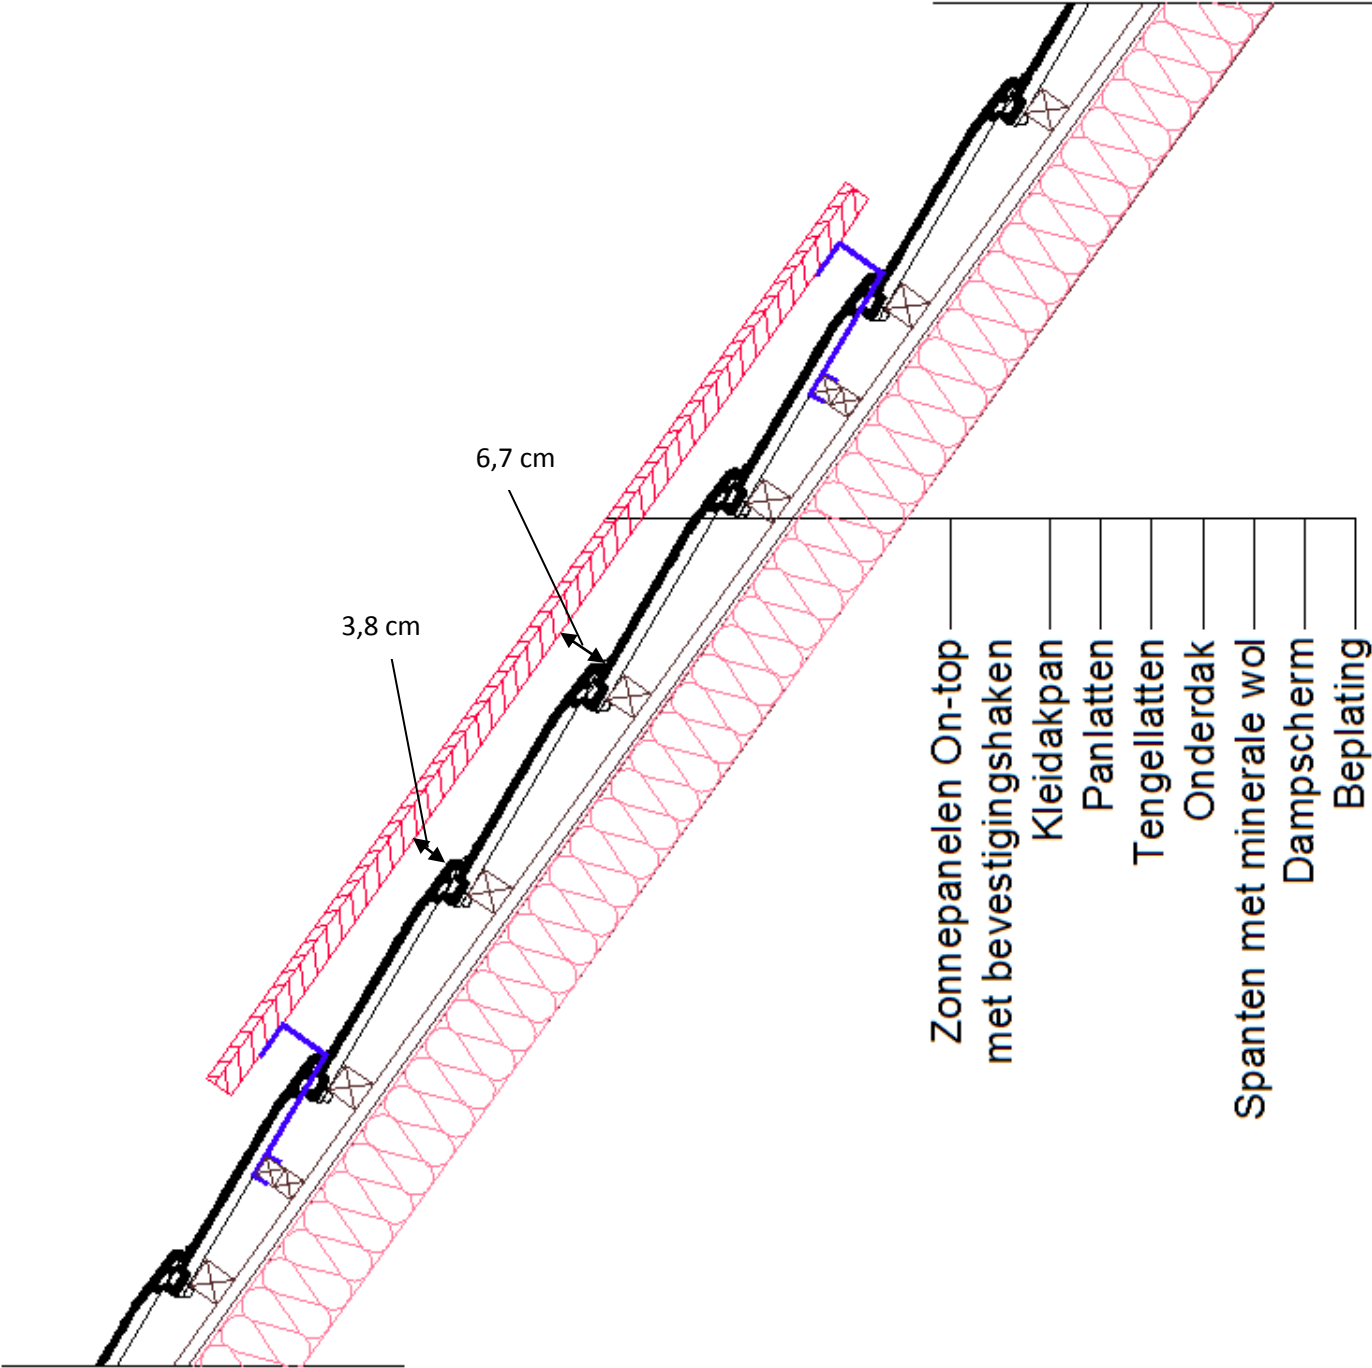 6,7 cm
3,8 cm
Zonnepanelen On-top
met bevestigingshaken
Kleidakpan
Panlatten
Tengellatten
Onderdak
Spanten met minerale wol
Dampscherm
Beplating